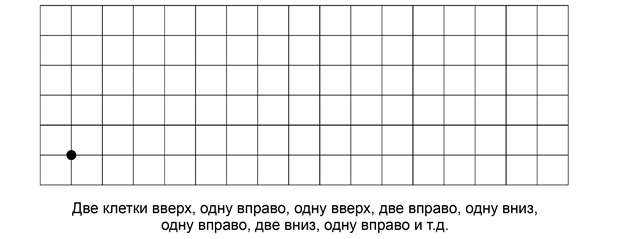 Две клетки вверх, одну вправо, одну вверх, две вправо, одну вниз,
одну вправо, две вниз, одну вправо и т.д.